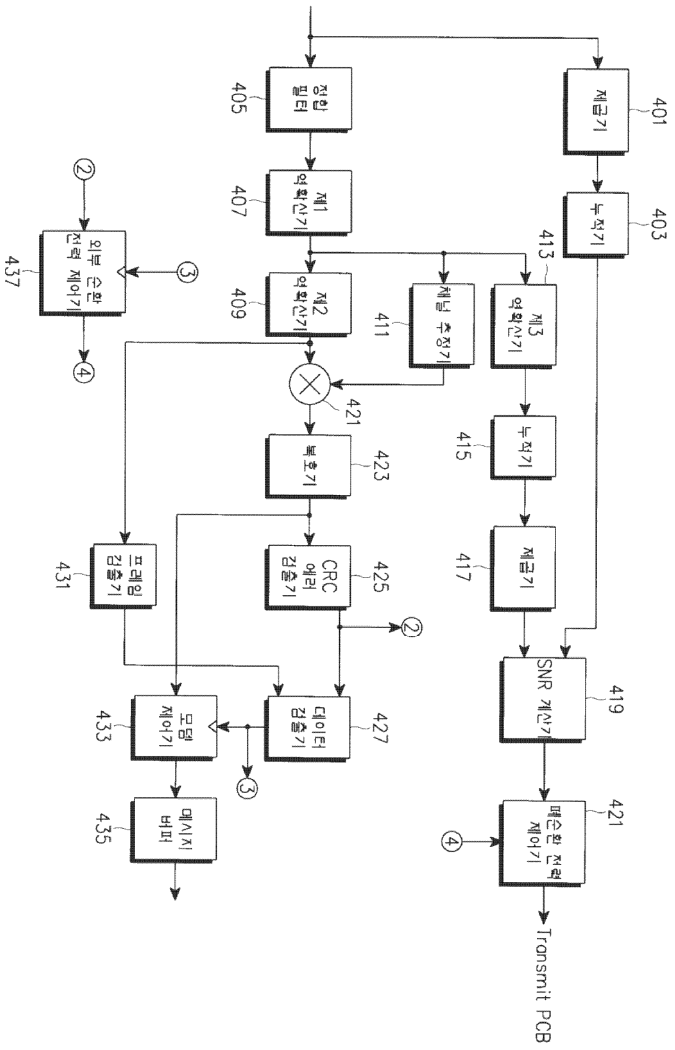 401
제곱기
403
누적기
405
정합
필터
407
제1
역확산기
409
제2
역확산기
411
채널 추정기
413
제3
역확산기
415
누적기
417
제곱기
419
SNR 계산기
421
폐순환 전력
제어기
④
Transmit PCB
421
423
복호기
425
CRC
에러
검출기
②
427
데이터
검출기
③
431
프레임
검출기
433
모뎀
제어기
435
메시지
버퍼
②
③
외부 순환
전력 제어기
437
④